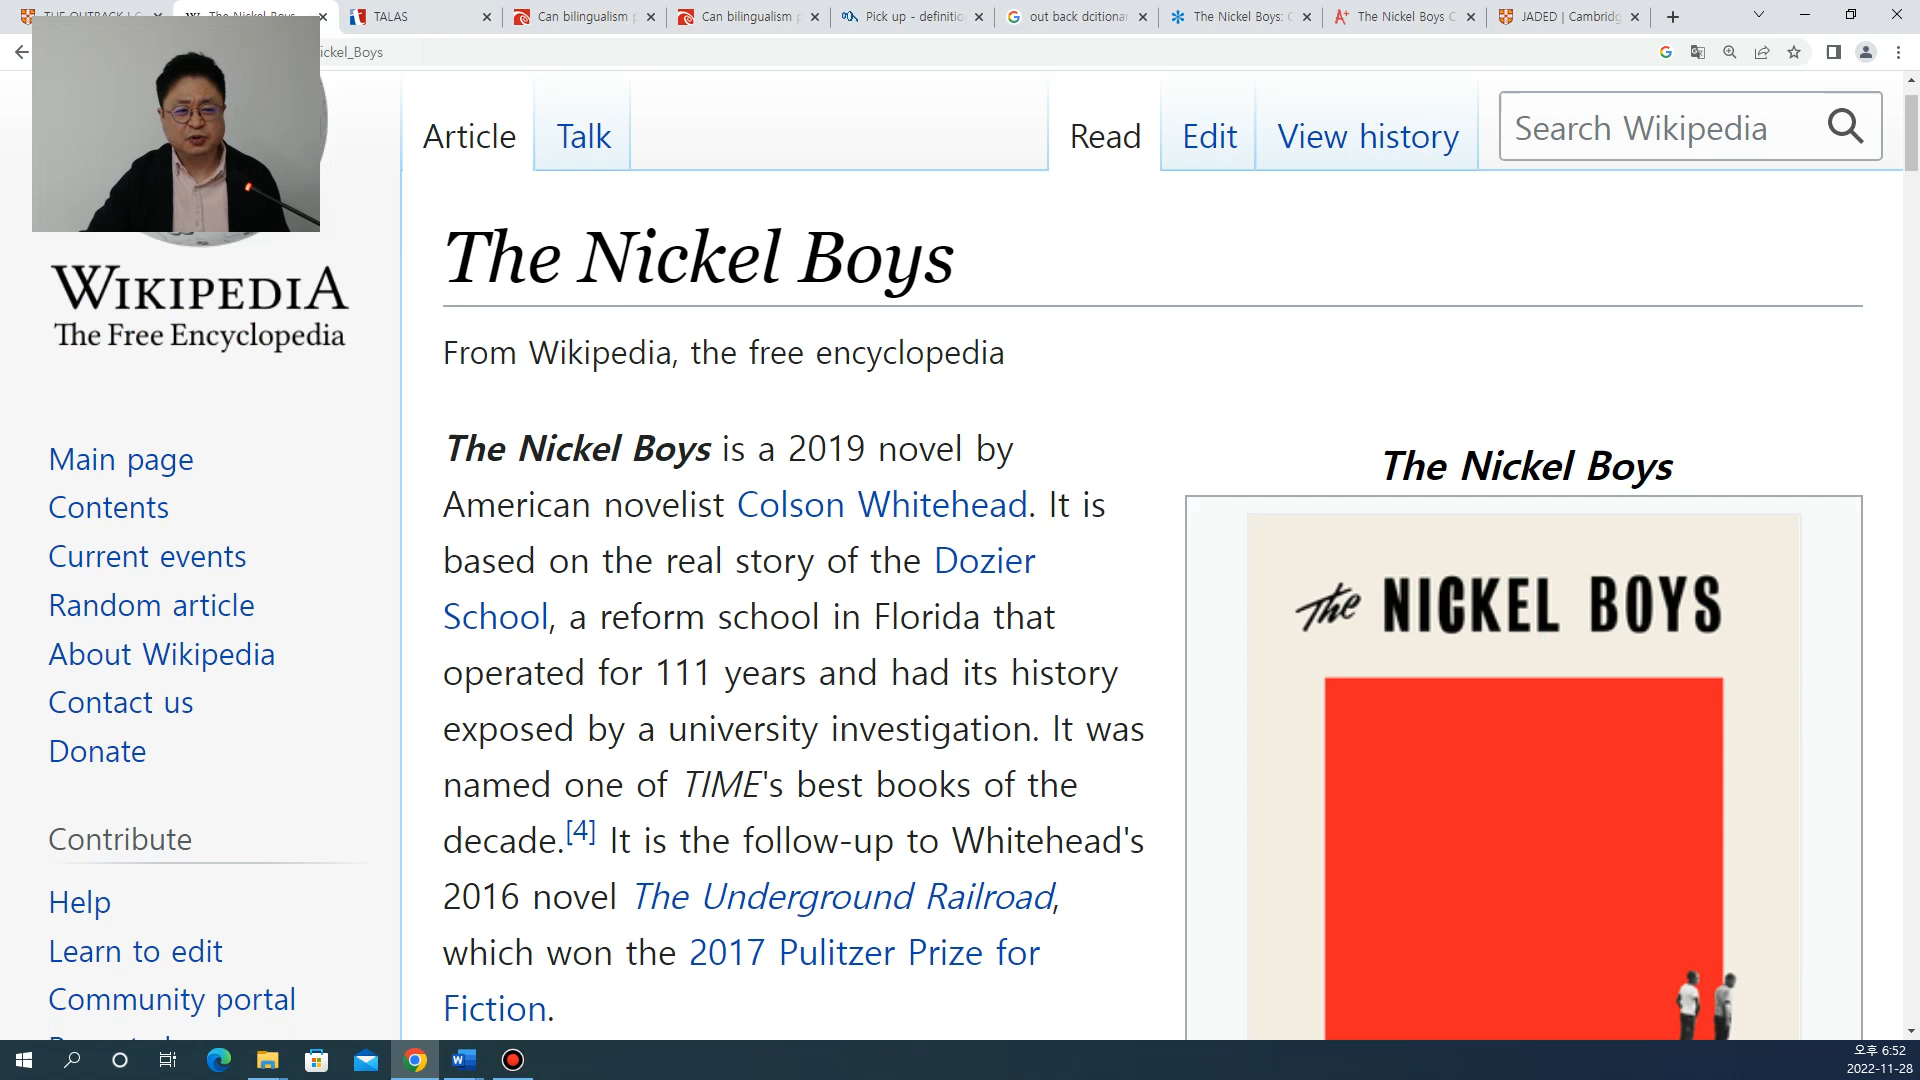 TALAS
Can bilingualism p
Can bilingualism p
Pick up - definitio
out back dcitionar
The Nickel Boys: C
The Nickel Boys C
JADED | Cambridg
ickel_Boys
Article
Talk
Read
Edit
View history
Search Wikipedia
WIKIPEDIA
The Free Encyclopedia
Main page
Contents
Current events
Random article
About Wikipedia
Contact us
Donate
Contribute
Help
Learn to edit
Community portal
The Nickel Boys
From Wikipedia, the free encyclopedia
The Nickel Boys is a 2019 novel by
American novelist Colson Whitehead. It is
based on the real story of the Dozier
School, a reform school in Florida that
operated for 111 years and had its history
exposed by a university investigation. It was
named one of TIME's best books of the
decade.[4] It is the follow-up to Whitehead's
2016 novel The Underground Railroad,
which won the 2017 Pulitzer Prize for
Fiction.
The Nickel Boys
The NICKEL BOYS
오후 6:52
2022-11-28